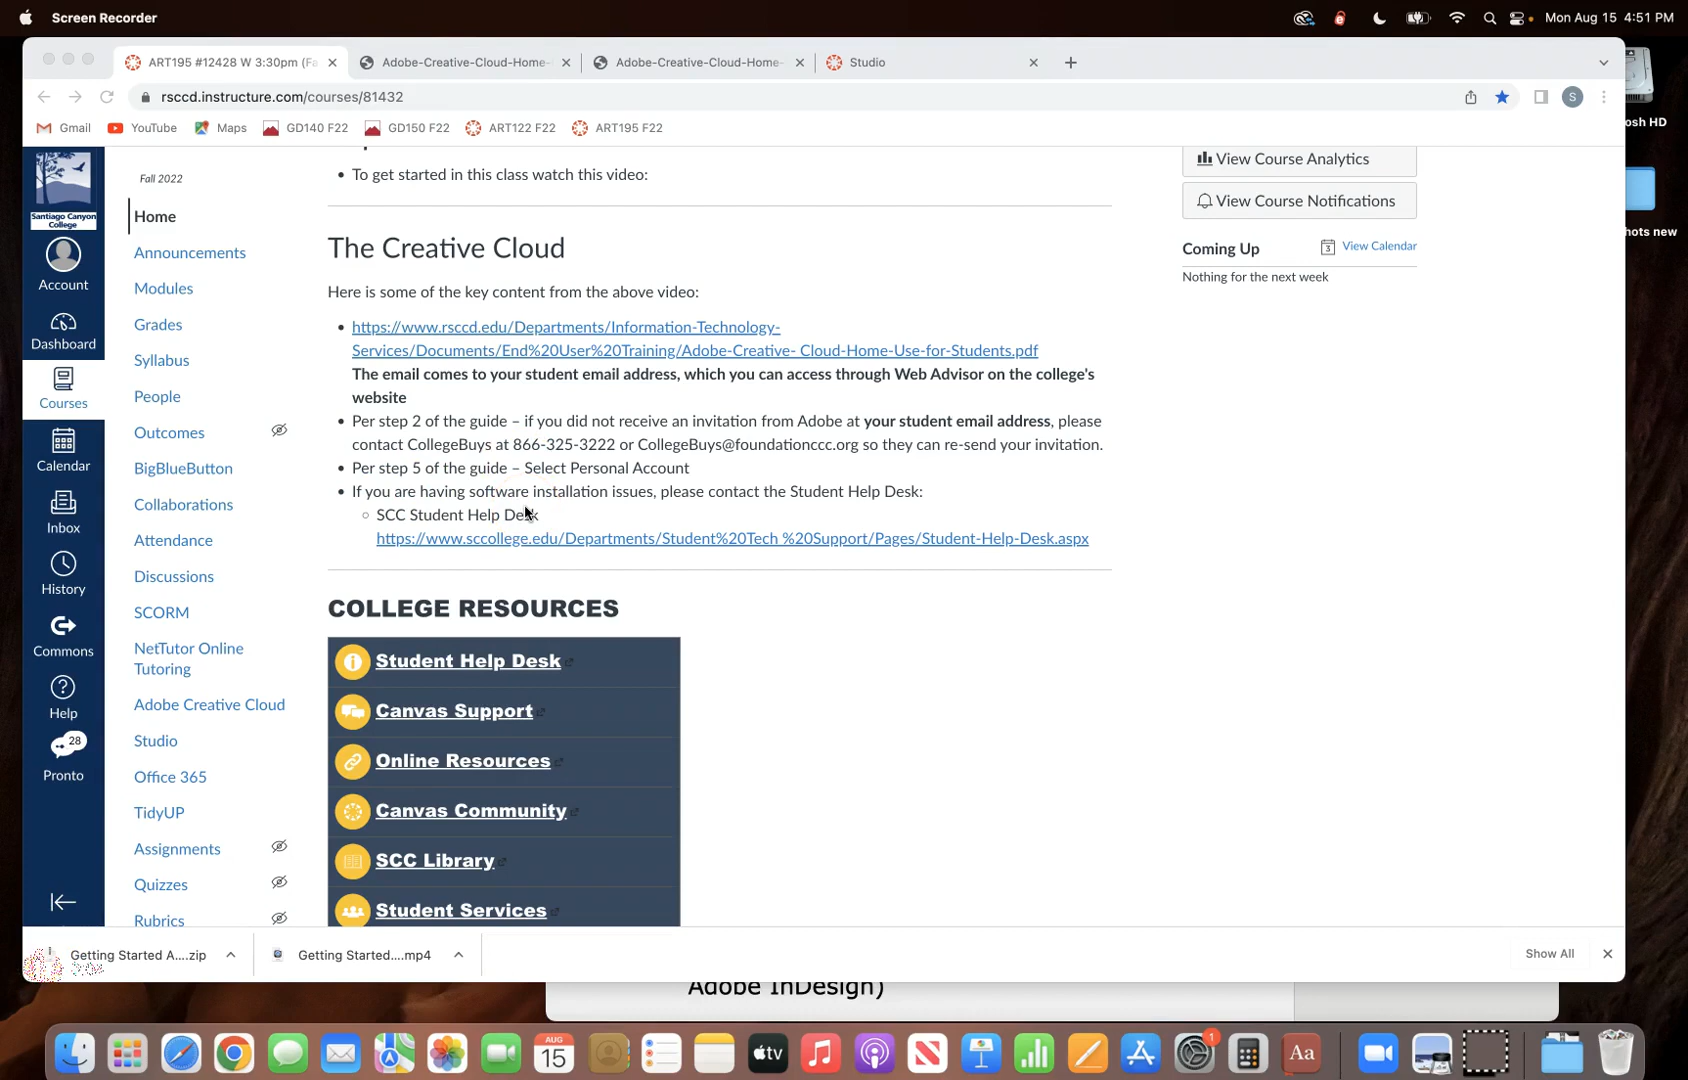 Screen Recorder
Mon Aug 15 4:51 PM
ART195 #12428 W 3:30pm (Fa
Adobe-Creative-Cloud-Home-
Adobe-Creative-Cloud-Home-
Studio
rsccd.instructure.com/courses/81432
S
Gmail
YouTube
Maps
GD140 F22
GD150 F22
ART122 F22
ART195 F22
osh HD
hots new
Santiago Canyon
College
Account
Dashboard
Courses
Calendar
Inbox
History
Commons
Help
28
Pronto
Fall 2022
Home
Announcements
Modules
Grades
Syllabus
People
Outcomes
BigBlueButton
Collaborations
Attendance
Discussions
SCORM
NetTutor Online
Tutoring
Adobe Creative Cloud
Studio
Office 365
TidyUP
Assignments
Quizzes
Rubrics
To get started in this class watch this video:
The Creative Cloud
Here is some of the key content from the above video:
https://www.rsccd.edu/Departments/Information-Technology-
Services/Documents/End%20User%20Training/Adobe-Creative- Cloud-Home-Use-for-Students.pdf
The email comes to your student email address, which you can access through Web Advisor on the college's
website
Per step 2 of the guide – if you did not receive an invitation from Adobe at your student email address, please
contact CollegeBuys at 866-325-3222 or CollegeBuys@foundationccc.org so they can re-send your invitation.
Per step 5 of the guide – Select Personal Account
If you are having software installation issues, please contact the Student Help Desk:
SCC Student Help Desk
https://www.sccollege.edu/Departments/Student%20Tech %20Support/Pages/Student-Help-Desk.aspx
COLLEGE RESOURCES
Student Help Desk
Canvas Support
Online Resources
Canvas Community
SCC Library
Student Services
View Course Analytics
View Course Notifications
Coming Up
3
View Calendar
Nothing for the next week
Getting Started A....zip
Getting Started....mp4
Show All
Adobe InDesign)
AUG
15
tv
1
Aa